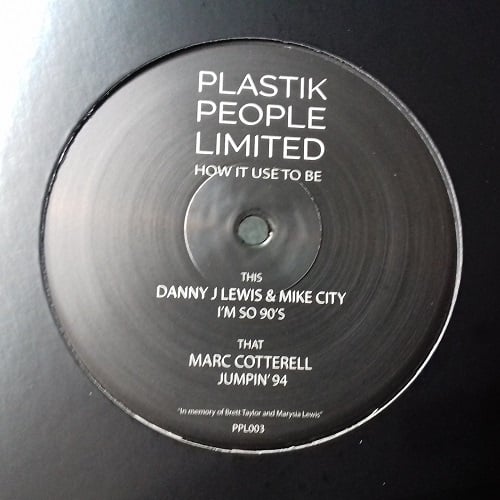 PLASTIK
PEOPLE
LIMITED
HOW IT USE TO BE
THIS
DANNY J LEWIS & MIKE CITY
I'M SO 90'S
THAT
MARC COTTERELL
JUMPIN' 94
"In memory of Brett Taylor and Marysia Lewis"
PPL003